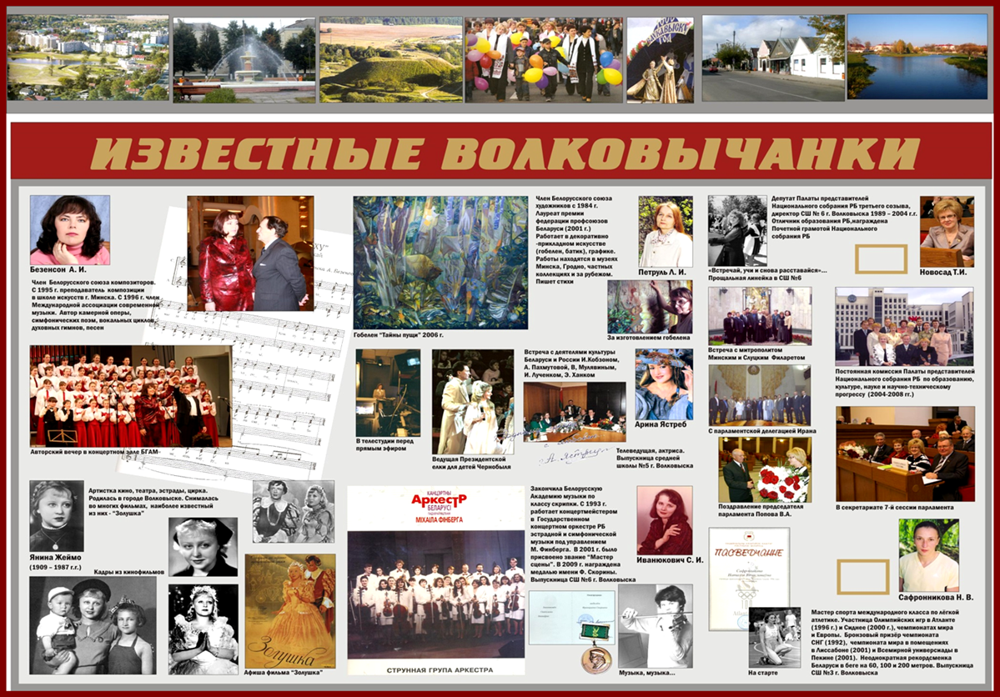 ВАЎКАВЫСКУ
ГОД
ИЗВЕСТНЫЕ ВОЛКОВЫЧАНКИ
Безенсон А. И.
Член Белорусского союза композиторов.
С 1995 г. преподаватель композиции
в школе искусств г. Минска. С 1996 г. член
Международной ассоциации современной
музыки. Автор камерной оперы,
симфонических поэм, вокальных циклов,
духовных гимнов, песен
Авторский вечер в концертном зале БГАМ
Гобелен "Тайны пущи" 2006 г.
Член Белорусского союза
художников с 1984 г.
Лауреат премии
федерации профсоюзов
Беларуси (2001 г.)
Работает в декоративно
-прикладном искусстве
(гобелен, батик), графике.
Работы находятся в музеях
Минска, Гродно, частных
коллекциях и за рубежом.
Пишет стихи
Петруль Л. И.
За изготовлением гобелена
В телестудии перед
прямым эфиром
Ведущая Президентской
елки для детей Чернобыля
Встреча с деятелями культуры
Беларуси и России И.Кобзоном,
А. Пахмутовой, В, Мулявиным,
И. Лученком, Э. Ханком
Арина Ястреб
Телеведущая, актриса.
Выпускница средней
школы №5 г. Волковыска
«Встречай, учи и снова расставайся»...
Прощальная линейка в СШ №6
Депутат Палаты представителей
Национального собрания РБ третьего созыва,
директор СШ № 6 г. Волковыска 1989 – 2004 г.г.
Отличник образования РБ,награждена
Почетной грамотой Национального
собрания РБ
Новосад Т.И.
Встреча с митрополитом
Минским и Слуцким Филаретом
С парламентской делегацией Ирана
Поздравление председателя
парламента Попова В.А.
Постоянная комиссия Палаты представителей
Национального собрания РБ по образованию,
культуре, науке и научно-техническому
прогрессу (2004-2008 гг.)
В секретариате 7-й сессии парламента
Янина Жеймо
(1909 – 1987 г.г.)
Артистка кино, театра, эстрады, цирка.
Родилась в городе Волковыске. Снималась
во многих фильмах, наиболее известный
из них - "Золушка"
Кадры из кинофильмов
Золушка
Афиша фильма "Золушка"
КАНЦЭРТНЫ
АРКЕСТР
БЕЛАРУСІ
МІХАІЛА ФІНБЕРГА
СТРУННАЯ ГРУПА АРКЕСТРА
Закончила Белорусскую
Академию музыки по
классу скрипки. С 1993 г.
работает концертмейстером
в Государственном
концертном оркестре РБ
эстрадной и симфонической
музыки под управлением
М. Финберга. В 2001 г. было
присвоено звание "Мастер
сцены". В 2009 г. награждена
медалью имени Ф. Скорины.
Выпускница СШ №6 г. Волковыска
Иванюкович С. И.
Музыка, музыка...
ПАСВЕДЧАННЕ
На старте
Сафронникова Н. В.
Мастер спорта международного класса по лёгкой
атлетике. Участница Олимпийских игр в Атланте
(1996 г.) и Сиднее (2000 г.), чемпионатах мира
и Европы. Бронзовый призёр чемпионата
СНГ (1992), чемпионата мира в помещениях
в Лиссабоне (2001) и Всемирной универсиады в
Пекине (2001). Неоднократная рекордсменка
Беларуси в беге на 60, 100 и 200 метров. Выпускница
СШ №3 г. Волковыска